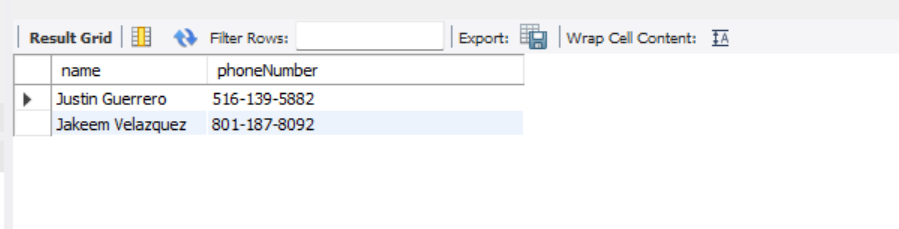 Result Grid Filter Rows: Export: Wrap Cell Content:
name phoneNumber
Justin Guerrero 516-139-5882
Jakeem Velazquez 801-187-8092